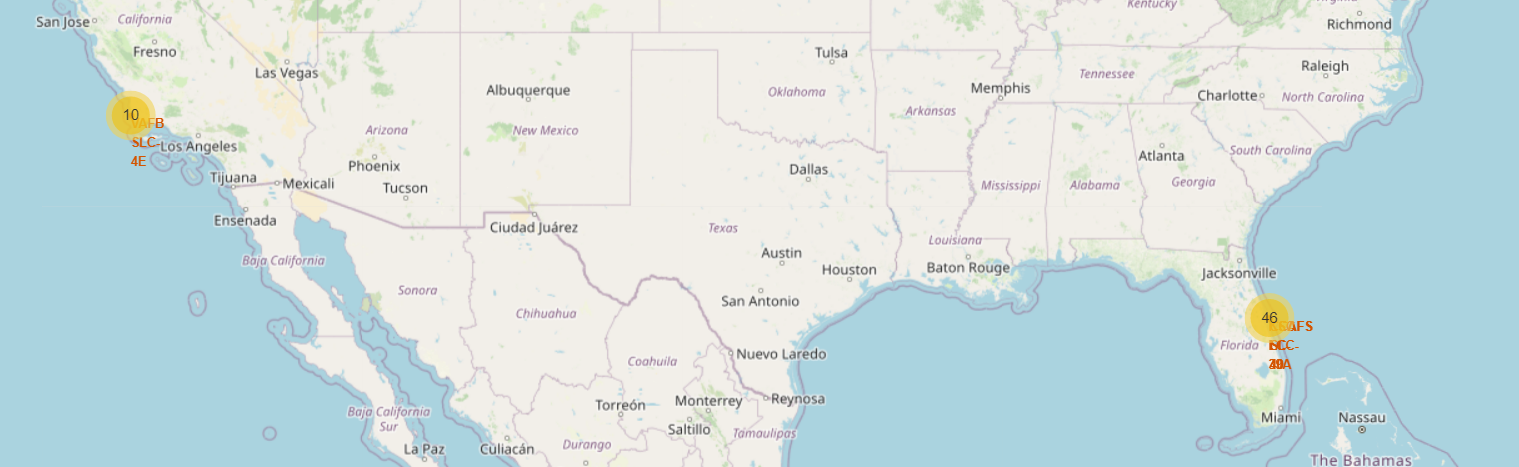 San Jose
California
Kentucky
Richmond
Fresno
Tulsa
Las Vegas
Raleigh
Tennessee
Albuquerque
Oklahoma
Memphis
Charlotte
North Carolina
10
Arkansas
VAFB
SLC-
4E
Arizona
New Mexico
Los Angeles
South Carolina
Atlanta
Phoenix
Dallas
Tijuana
Mexicali
Tucson
Mississippi
Alabama
Georgia
Ensenada
Ciudad Juárez
Texas
Louisiana
Austin
Baja California
Houston
Baton Rouge
Jacksonville
Sonora
San Antonio
Chihuahua
46
Florida
Nuevo Laredo
Coahuila
Torreón
Monterrey
Reynosa
Baja California
Sur
Saltillo
Tamaulipas
Miami
Nassau
La Paz
Culiacán
Durango
The Bahamas